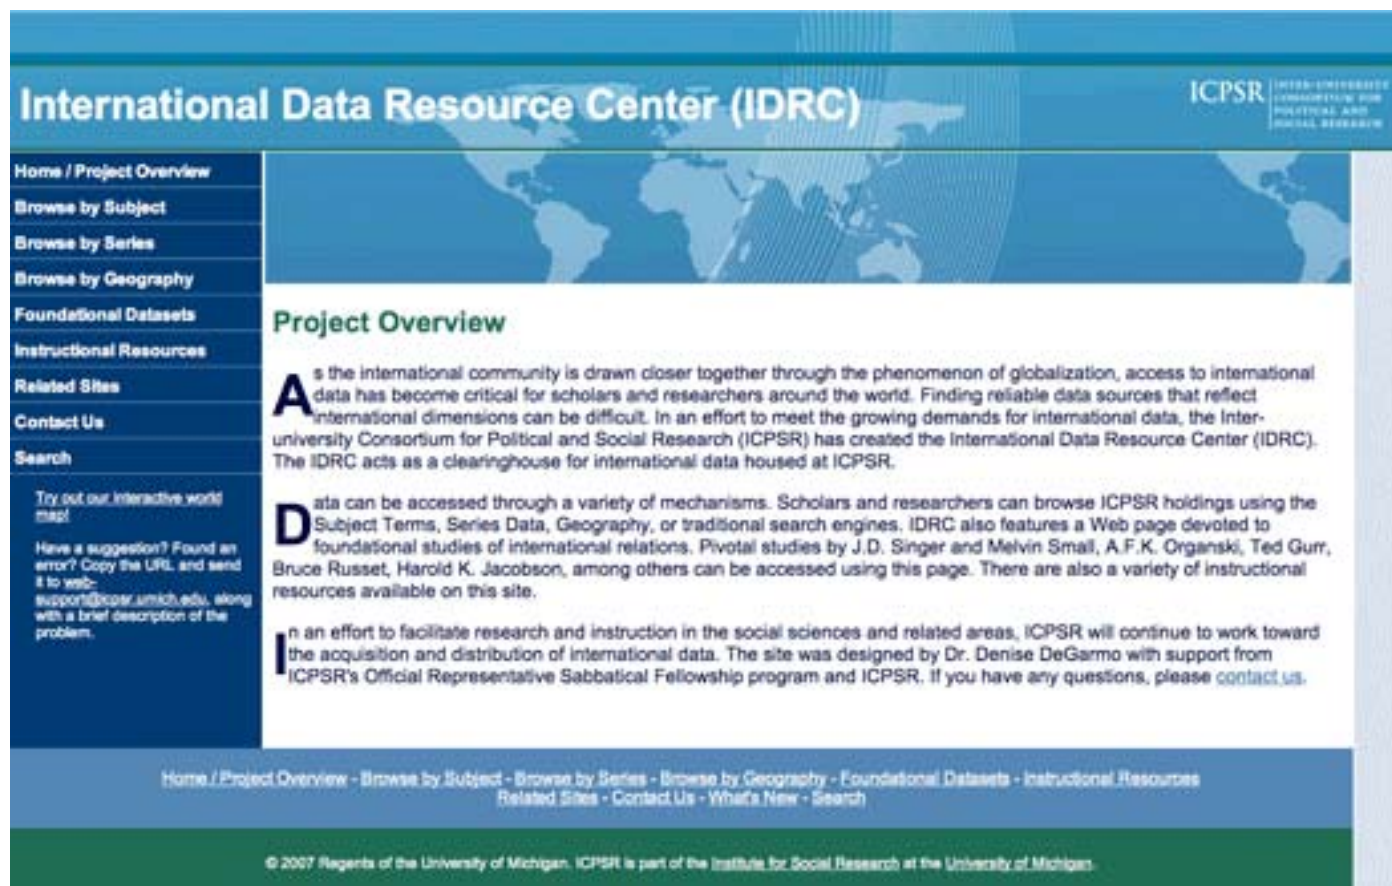 International Data Resource Center (IDRC)
ICPSR
INTER-UNIVERSITY
CONSORTIUM FOR
POLITICAL AND
SOCIAL RESEARCH
Home / Project Overview
Browse by Subject
Browse by Series
Browse by Geography
Foundational Datasets
Instructional Resources
Related Sites
Contact Us
Search
Try out our interactive world
map!
Have a suggestion? Found an
error? Copy the URL and send
it to web-
support@icpsr.umich.edu, along
with a brief description of the
problem.
Project Overview
As the international community is drawn closer together through the phenomenon of globalization, access to international
data has become critical for scholars and researchers around the world. Finding reliable data sources that reflect
international dimensions can be difficult. In an effort to meet the growing demands for international data, the Inter-
university Consortium for Political and Social Research (ICPSR) has created the International Data Resource Center (IDRC).
The IDRC acts as a clearinghouse for international data housed at ICPSR.
Data can be accessed through a variety of mechanisms. Scholars and researchers can browse ICPSR holdings using the
Subject Terms, Series Data, Geography, or traditional search engines. IDRC also features a Web page devoted to
foundational studies of international relations. Pivotal studies by J.D. Singer and Melvin Small, A.F.K. Organski, Ted Gurr,
Bruce Russet, Harold K. Jacobson, among others can be accessed using this page. There are also a variety of instructional
resources available on this site.
In an effort to facilitate research and instruction in the social sciences and related areas, ICPSR will continue to work toward
the acquisition and distribution of international data. The site was designed by Dr. Denise DeGarmo with support from
ICPSR's Official Representative Sabbatical Fellowship program and ICPSR. If you have any questions, please contact us.
Home / Project Overview - Browse by Subject - Browse by Series - Browse by Geography - Foundational Datasets - Instructional Resources
Related Sites - Contact Us - What's New - Search
© 2007 Regents of the University of Michigan. ICPSR is part of the Institute for Social Research at the University of Michigan.